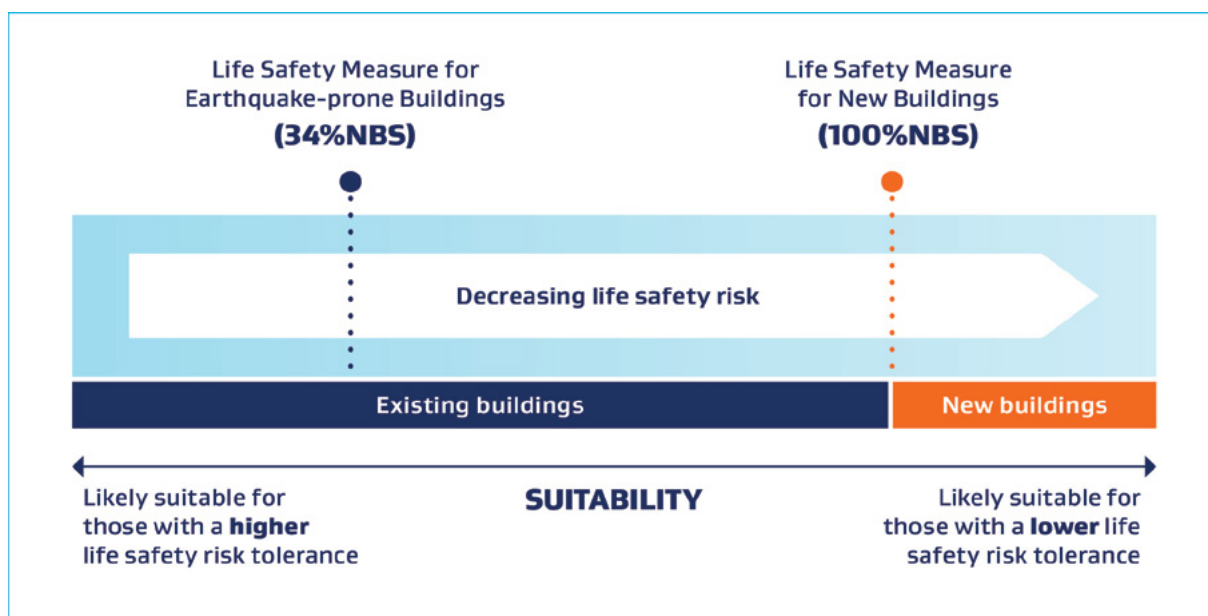 Life Safety Measure for
Earthquake-prone Buildings
(34%NBS)
Life Safety Measure
for New Buildings
(100%NBS)
Decreasing life safety risk
Existing buildings
New buildings
SUITABILITY
Likely suitable for
those with a higher
life safety risk tolerance
Likely suitable for
those with a lower life
safety risk tolerance